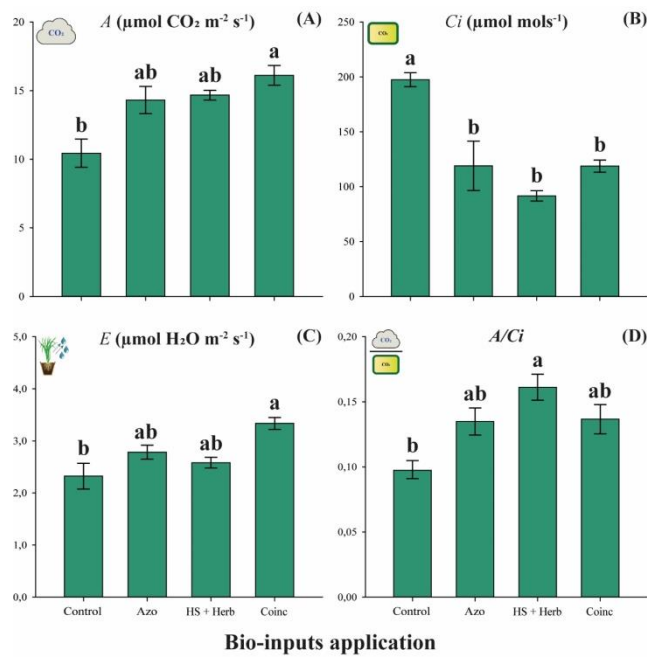 A (µmol CO₂ m⁻² s⁻¹) (A)
CO₂
20
15
10
5
0
b
ab
ab
a
Ci (µmol mols⁻¹) (B)
CO₂
250
200
150
100
50
0
a
b
b
b
E (µmol H₂O m⁻² s⁻¹) (C)
5,0
4,0
3,0
2,0
1,0
0,0
b
ab
ab
a
Control Azo HS + Herb Coinc
A/Ci (D)
CO₂
CO₂
0,20
0,15
0,10
0,05
0,00
b
ab
a
ab
Control Azo HS + Herb Coinc
Bio-inputs application